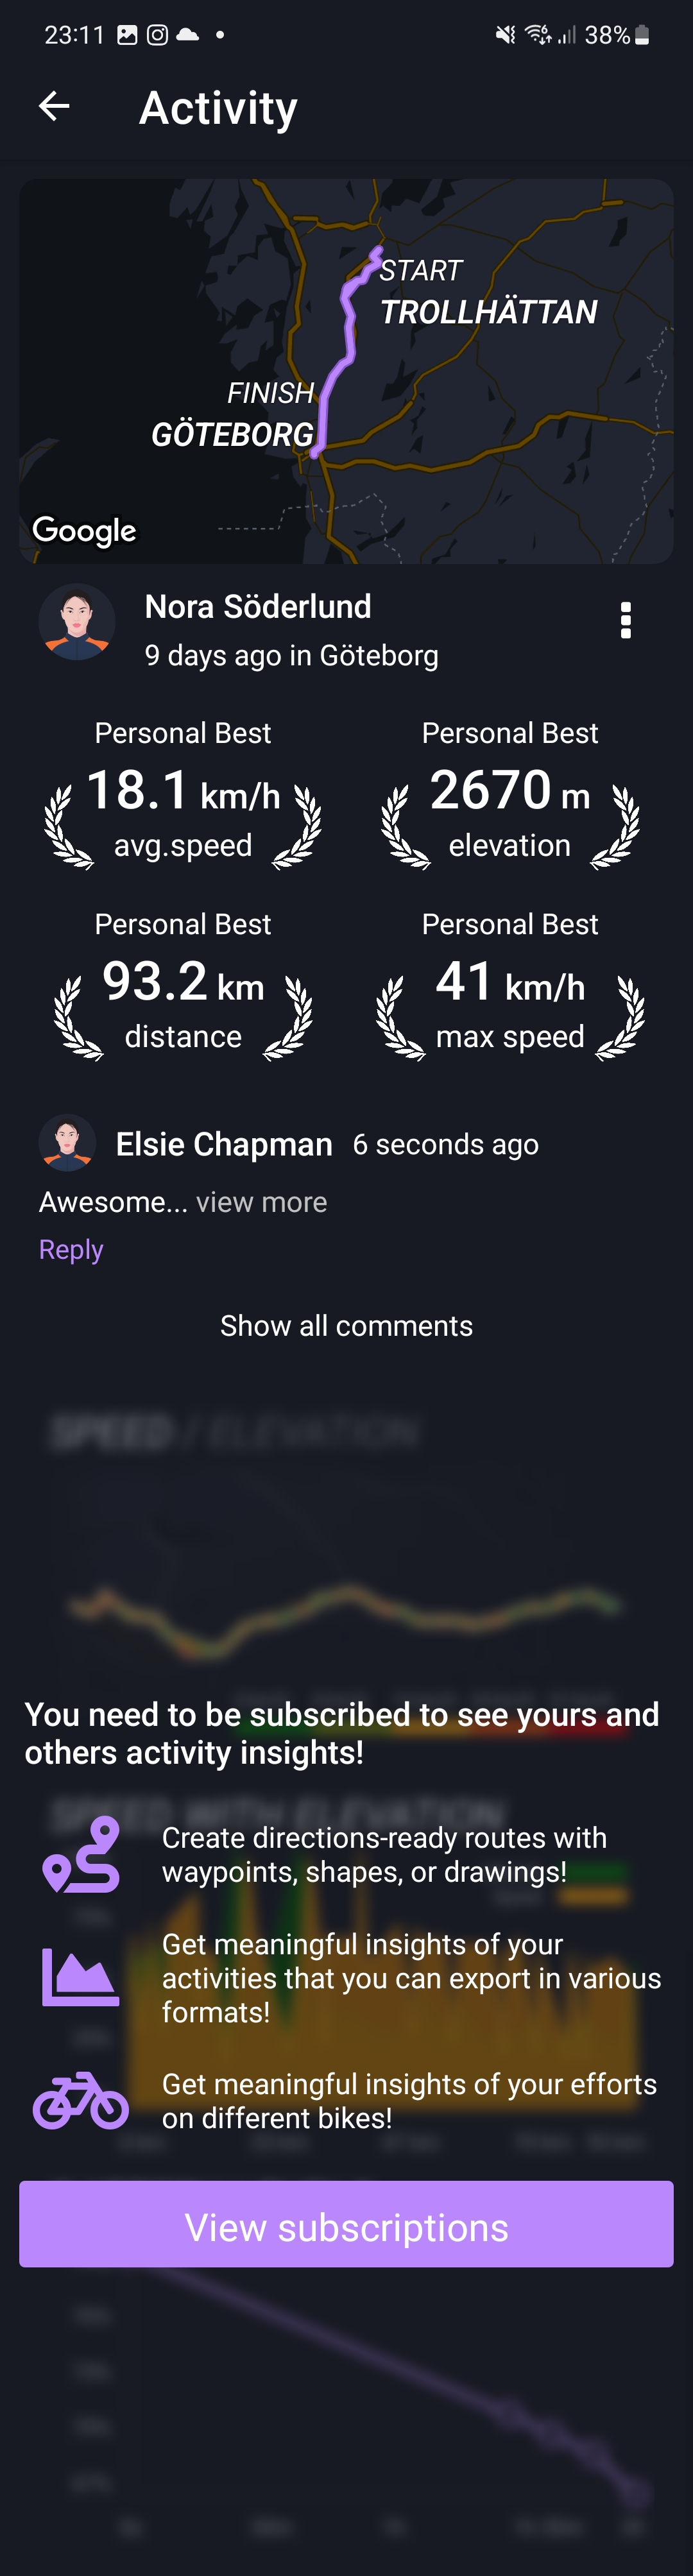 23:11
38%
Activity
START
TROLLHÄTTAN
FINISH
GÖTEBORG
Google
Nora Söderlund
9 days ago in Göteborg
Personal Best
18.1 km/h
avg.speed
Personal Best
2670 m
elevation
Personal Best
93.2 km
distance
Personal Best
41 km/h
max speed
Elsie Chapman 6 seconds ago
Awesome... view more
Reply
Show all comments
SPEED / ELEVATION
You need to be subscribed to see yours and
others activity insights!
SPEED WITH ELEVATION
Create directions-ready routes with
waypoints, shapes, or drawings!
Get meaningful insights of your
activities that you can export in various
formats!
Get meaningful insights of your efforts
on different bikes!
View subscriptions